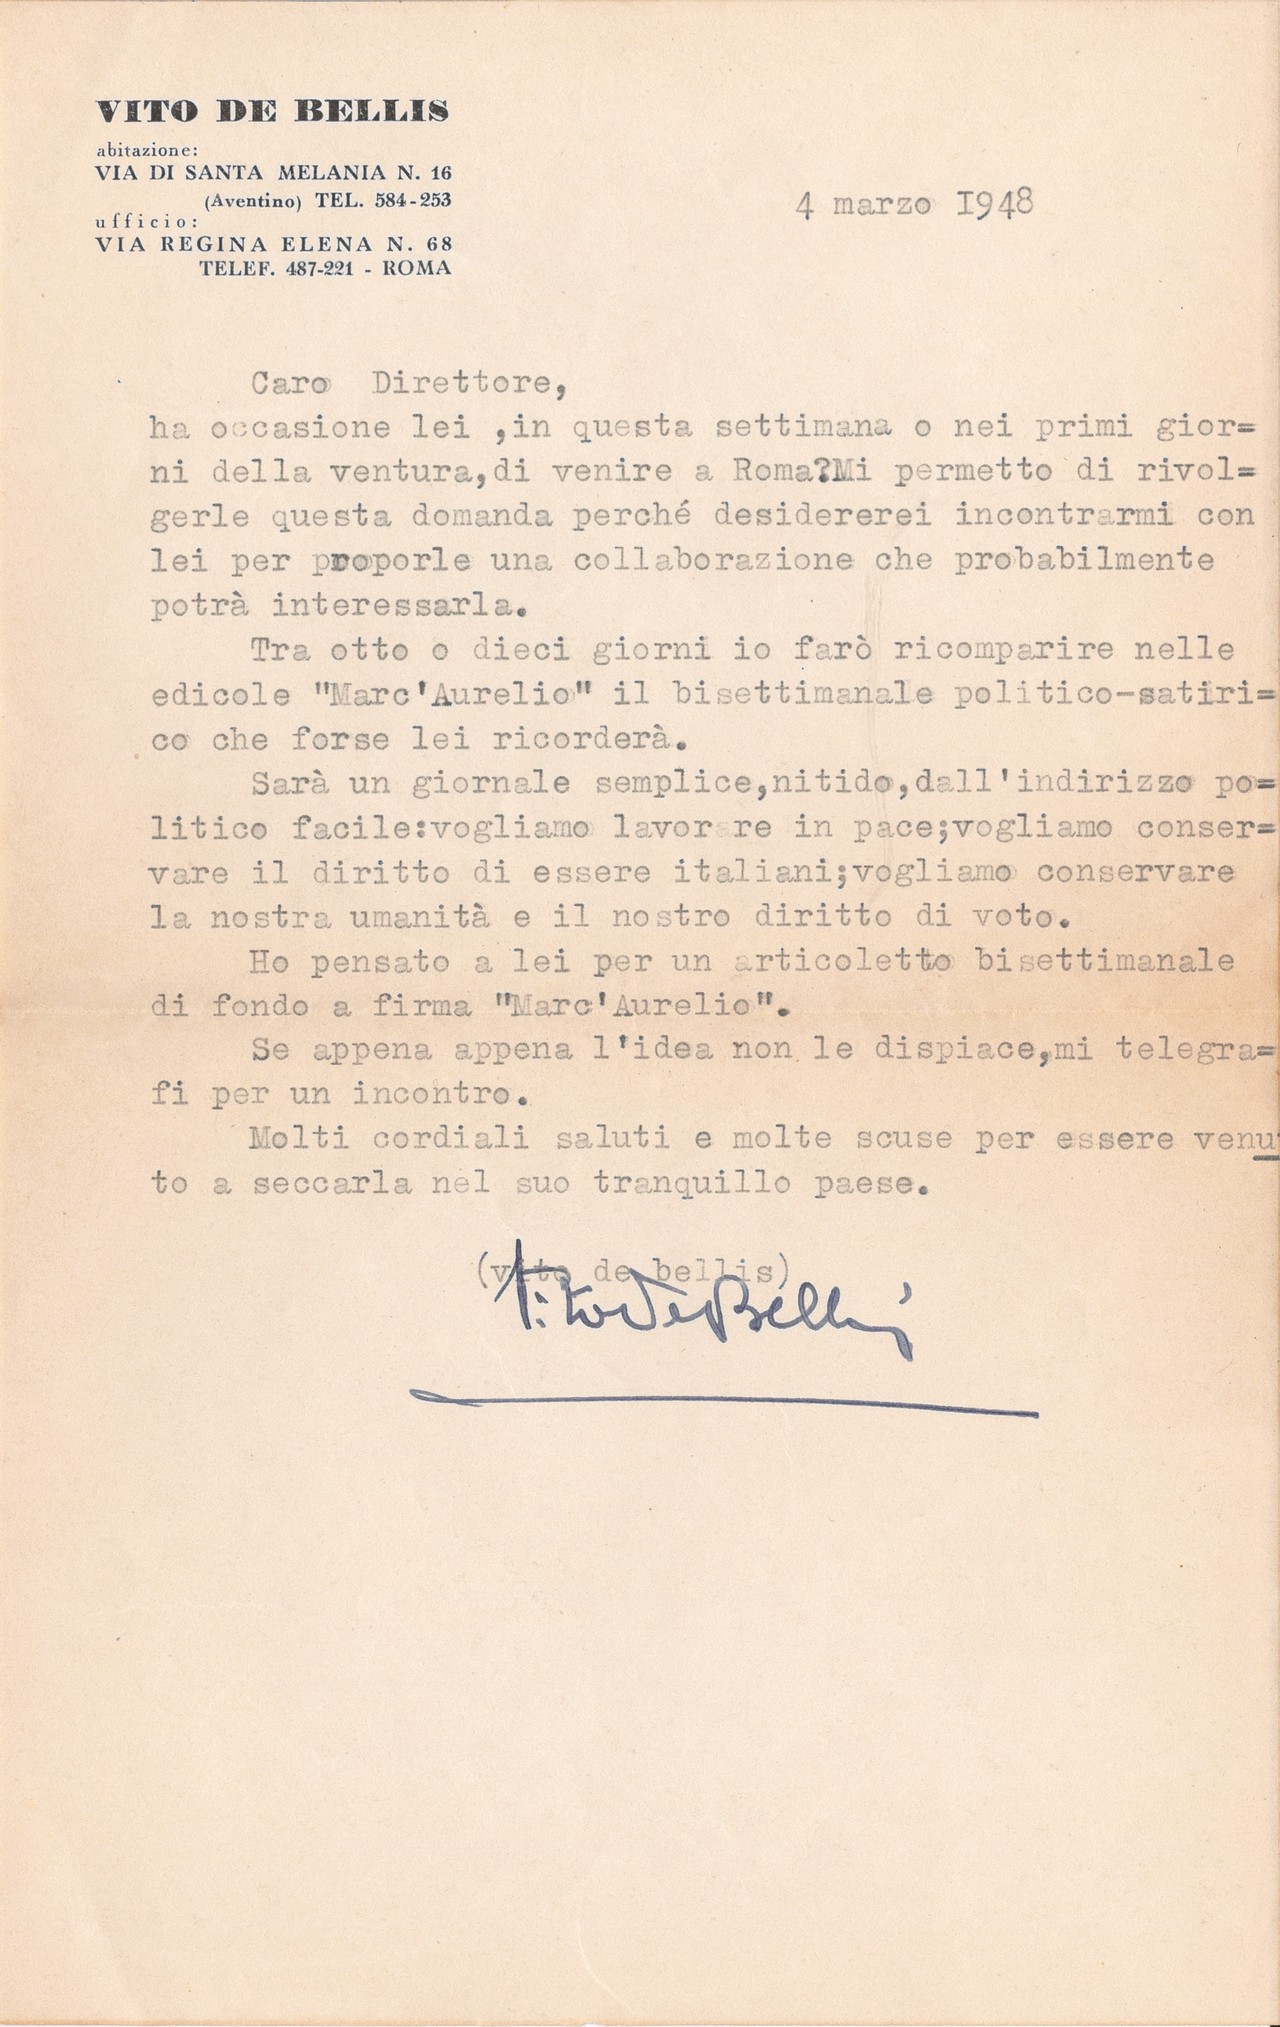 VITO DE BELLIS
abitazione:
VIA DI SANTA MELANIA N. 16
(Aventino) TEL. 584-253
ufficio:
VIA REGINA ELENA N. 68
TELEF. 487-221 - ROMA
4 marzo I948
Caro Direttore,
ha occasione lei ,in questa settimana o nei primi gior=
ni della ventura,di venire a Roma?Mi permetto di rivol=
gerle questa domanda perché desidererei incontrarmi con
lei per proporle una collaborazione che probabilmente
potrà interessarla.
Tra otto o dieci giorni io farò ricomparire nelle
edicole "Marc'Aurelio" il bisettimanale politico-satiri=
co che forse lei ricorderà.
Sarà un giornale semplice,nitido,dall'indirizzo po=
litico facile:vogliamo lavorare in pace;vogliamo conser=
vare il diritto di essere italiani;vogliamo conservare
la nostra umanità e il nostro diritto di voto.
Ho pensato a lei per un articoletto bisettimanale
di fondo a firma "Marc'Aurelio".
Se appena appena l'idea non le dispiace,mi telegra=
fi per un incontro.
Molti cordiali saluti e molte scuse per essere venu
to a seccarla nel suo tranquillo paese.
(vito de bellis)
Vito De Bellis